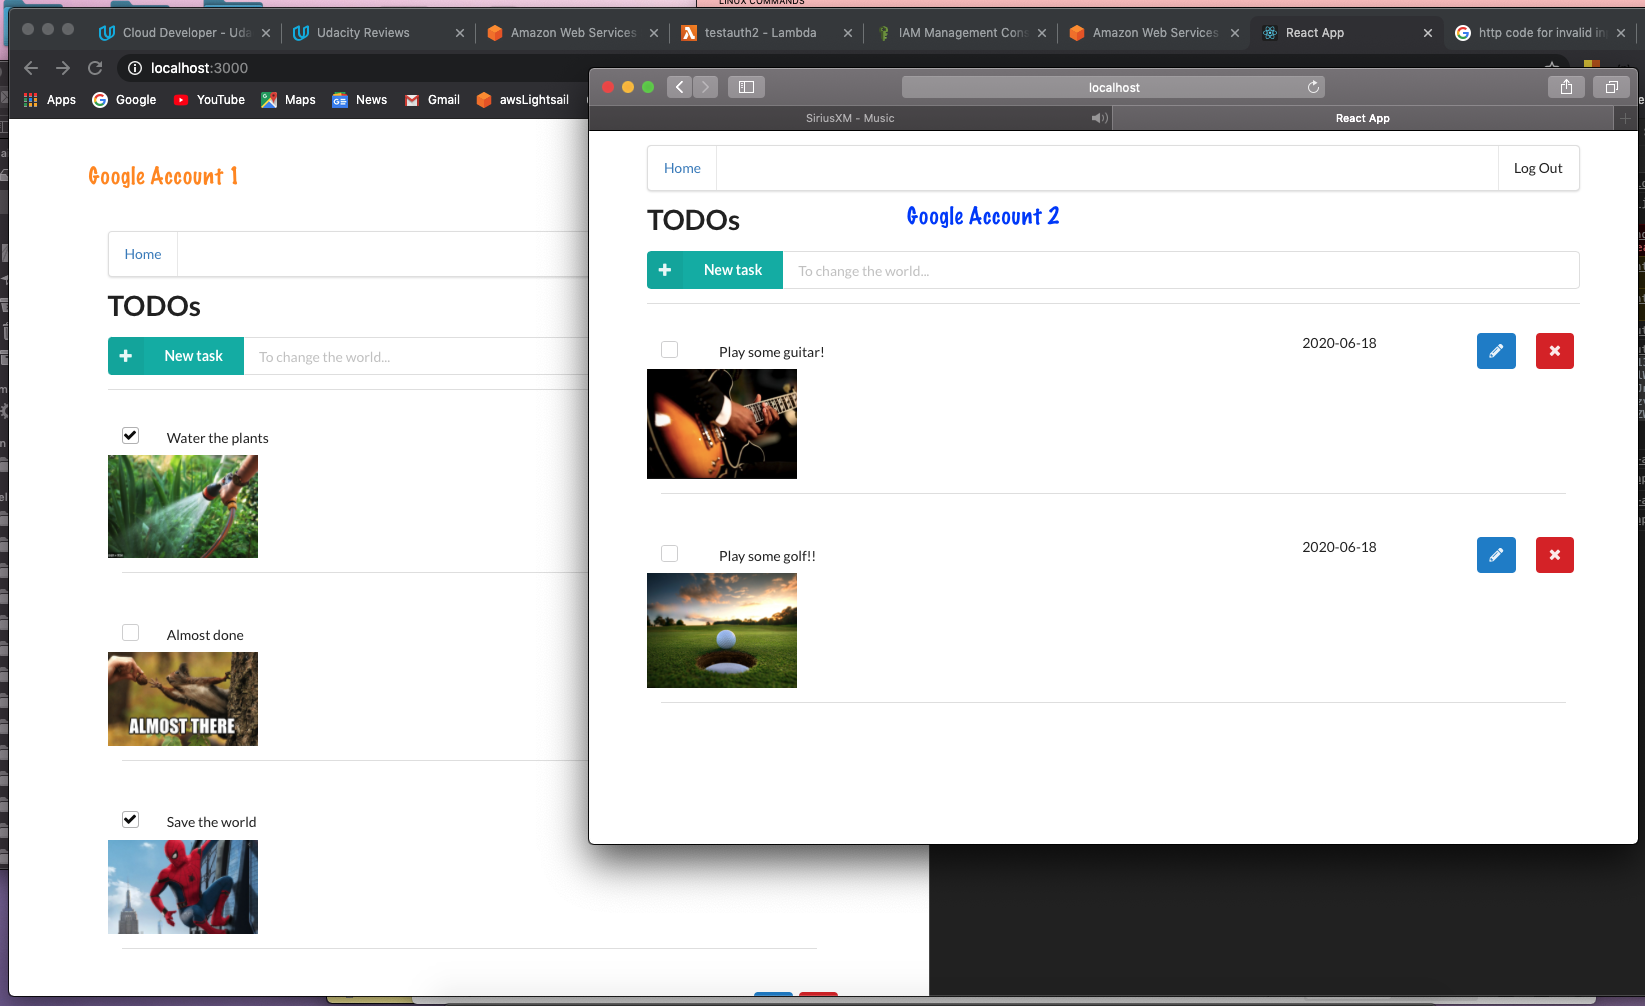 LINUX COMMANDS
Cloud Developer - Uda
Udacity Reviews
Amazon Web Services
testauth2 - Lambda
IAM Management Con
Amazon Web Services
React App
http code for invalid in
localhost:3000
Apps
Google
YouTube
Maps
News
Gmail
awsLightsail
Google Account 1
Home
TODOs
New task
To change the world...
Water the plants
Almost done
ALMOST THERE
Save the world
localhost
SiriusXM - Music
React App
Home
Log Out
TODOs
Google Account 2
New task
To change the world...
Play some guitar!
2020-06-18
Play some golf!!
2020-06-18